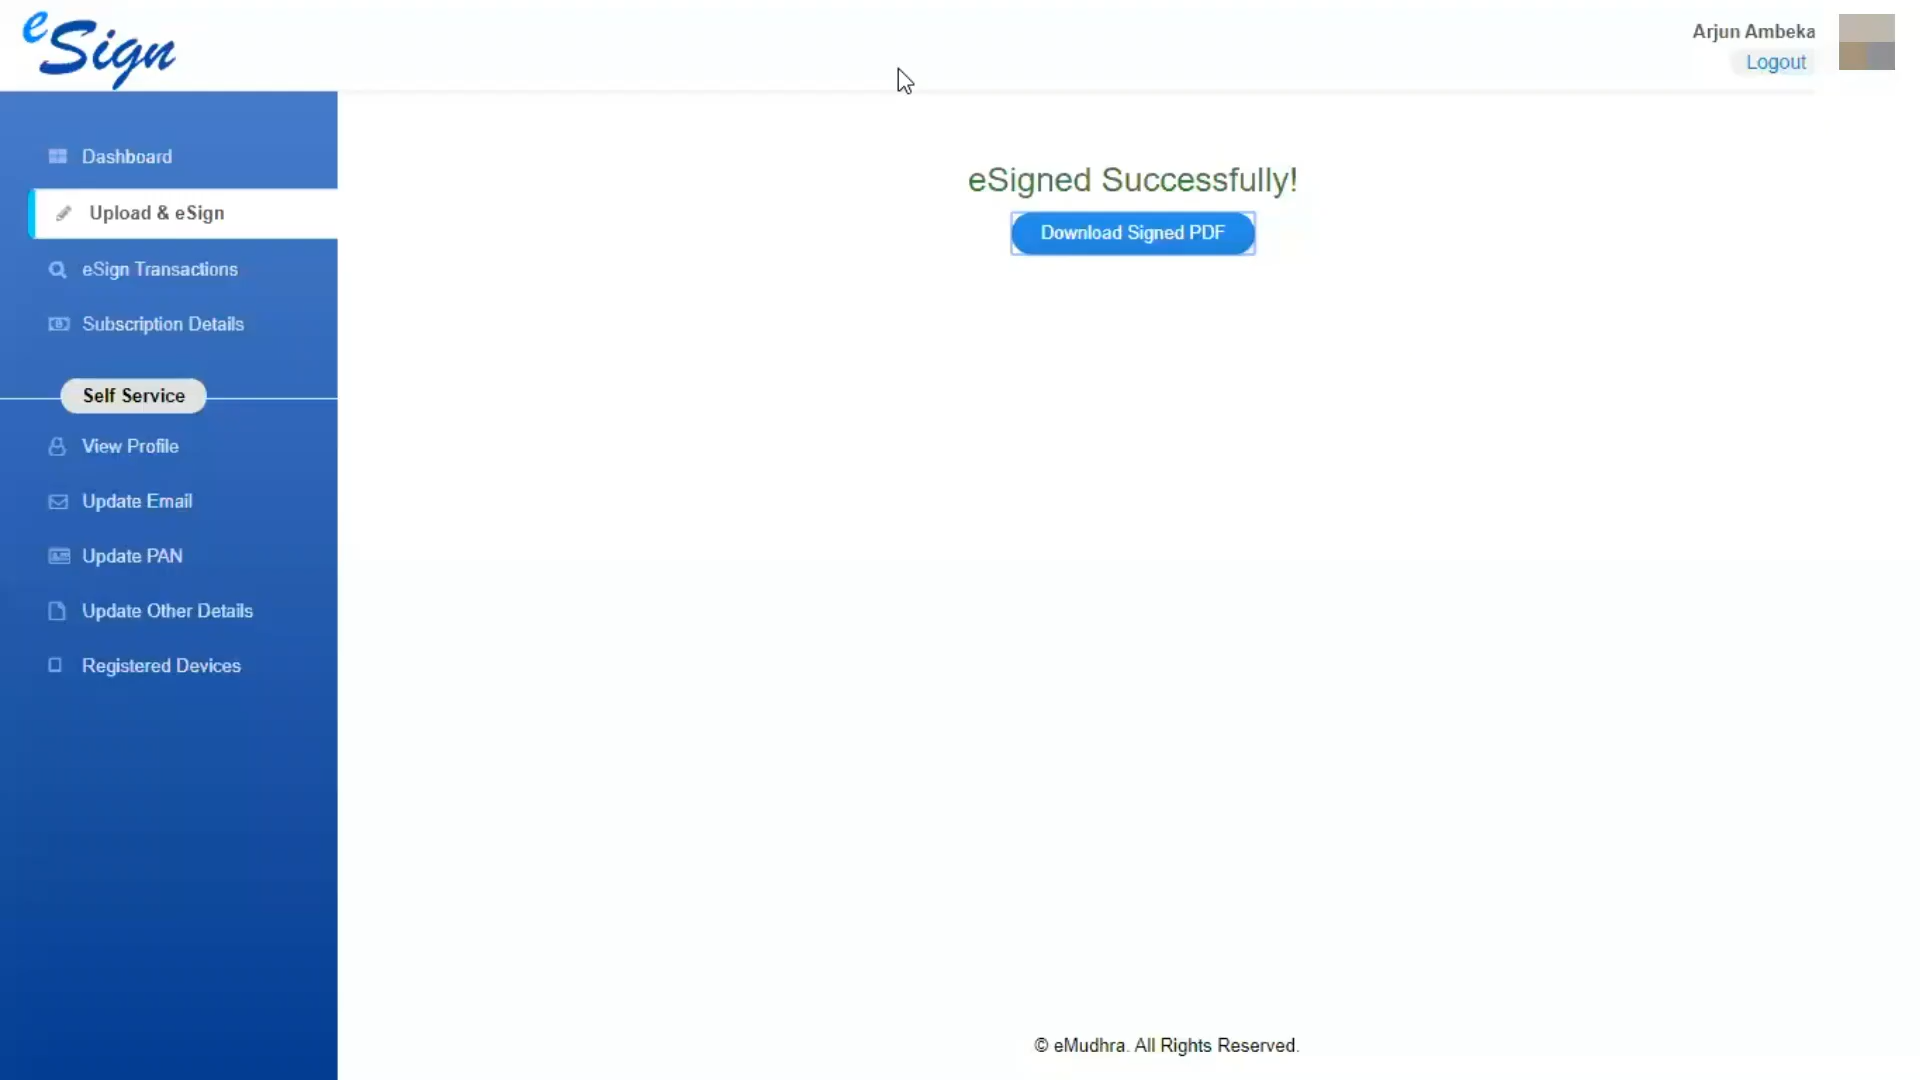 eSign
Arjun Ambeka
Logout
Dashboard
Upload & eSign
eSign Transactions
Subscription Details
Self Service
View Profile
Update Email
Update PAN
Update Other Details
Registered Devices
eSigned Successfully!
Download Signed PDF
© eMudhra. All Rights Reserved.